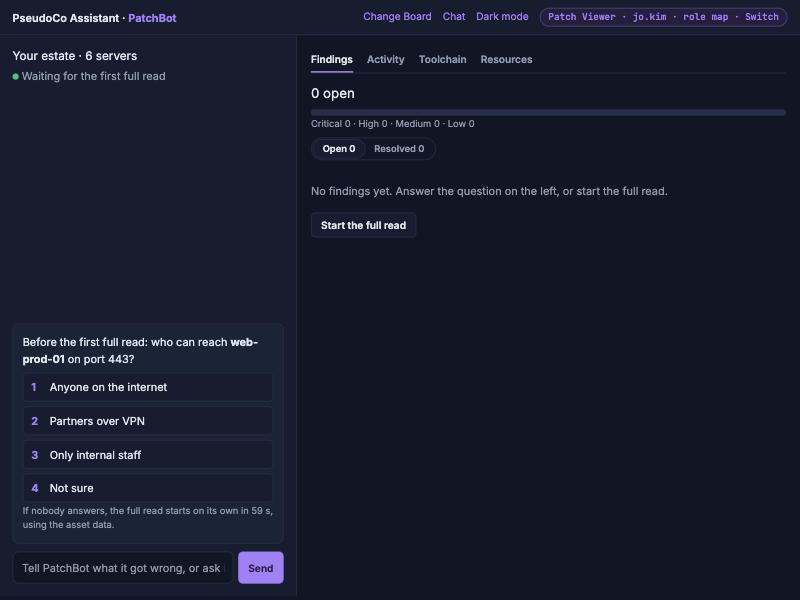 PseudoCo Assistant · PatchBot
Change Board Chat Dark mode Patch Viewer · jo.kim · role map · Switch
Your estate · 6 servers
Waiting for the first full read
Before the first full read: who can reach web-
prod-01 on port 443?
1 Anyone on the internet
2 Partners over VPN
3 Only internal staff
4 Not sure
If nobody answers, the full read starts on its own in 59 s,
using the asset data.
Tell PatchBot what it got wrong, or ask
Send
Findings Activity Toolchain Resources
0 open
Critical 0 · High 0 · Medium 0 · Low 0
Open 0 Resolved 0
No findings yet. Answer the question on the left, or start the full read.
Start the full read